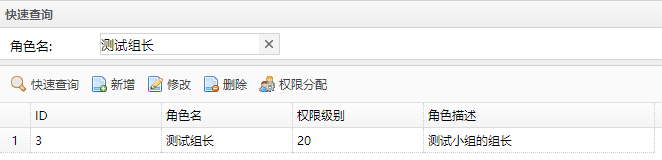 快速查询
角色名: 测试组长
快速查询 新增 修改 删除 权限分配
ID 角色名 权限级别 角色描述
1 3 测试组长 20 测试小组的组长